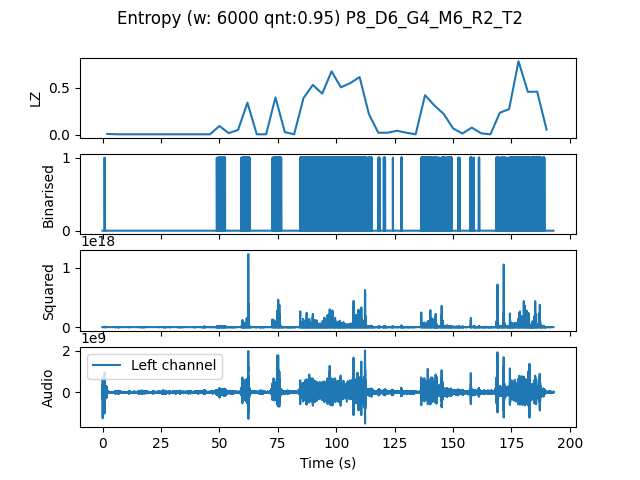 Entropy (w: 6000 qnt:0.95) P8_D6_G4_M6_R2_T2
LZ
0.5
0.0
Binarised
1
0
1e18
Squared
1
0
1e9
Audio
2
0
Left channel
0 25 50 75 100 125 150 175 200
Time (s)